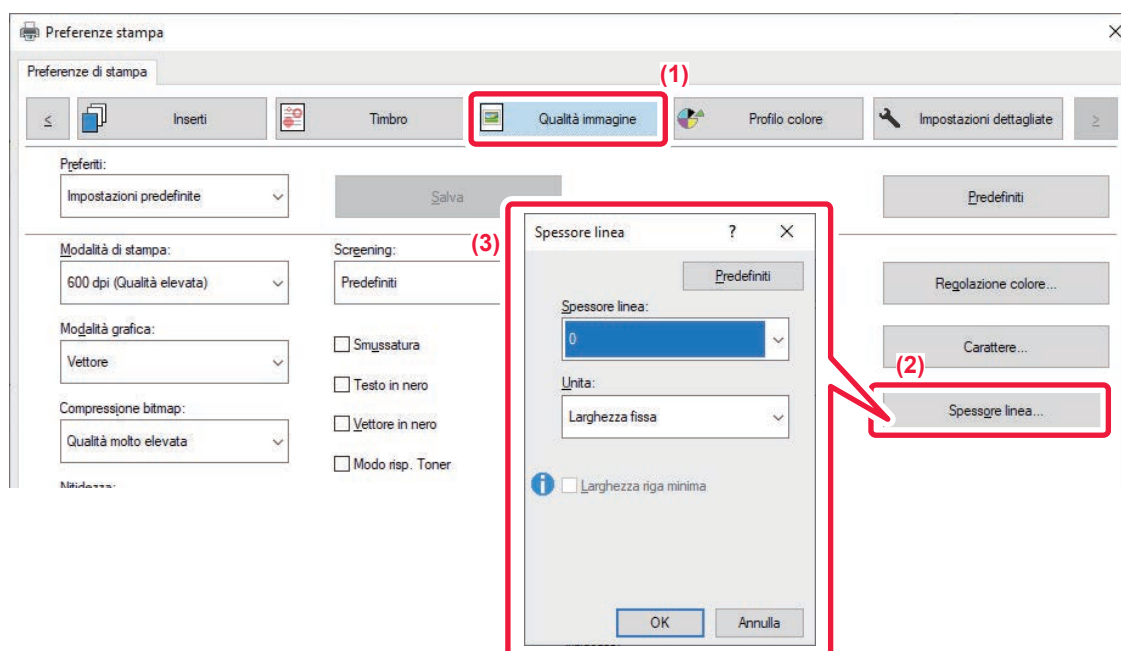 Preferenze stampa
Preferenze di stampa
(1)
<
Inserti
Timbro
Qualità immagine
Profilo colore
Impostazioni dettagliate
>
Preferiti:
Impostazioni predefinite
Salva
Predefiniti
Modalità di stampa:
600 dpi (Qualità elevata)
Screening:
Predefiniti
(3)
Spessore linea
?
Predefiniti
Spessore linea:
0
Unita:
Larghezza fissa
Larghezza riga minima
OK
Annulla
Regolazione colore...
Modalità grafica:
Vettore
Smussatura
Carattere...
(2)
Testo in nero
Spessore linea...
Compressione bitmap:
Qualità molto elevata
Vettore in nero
Modo risp. Toner